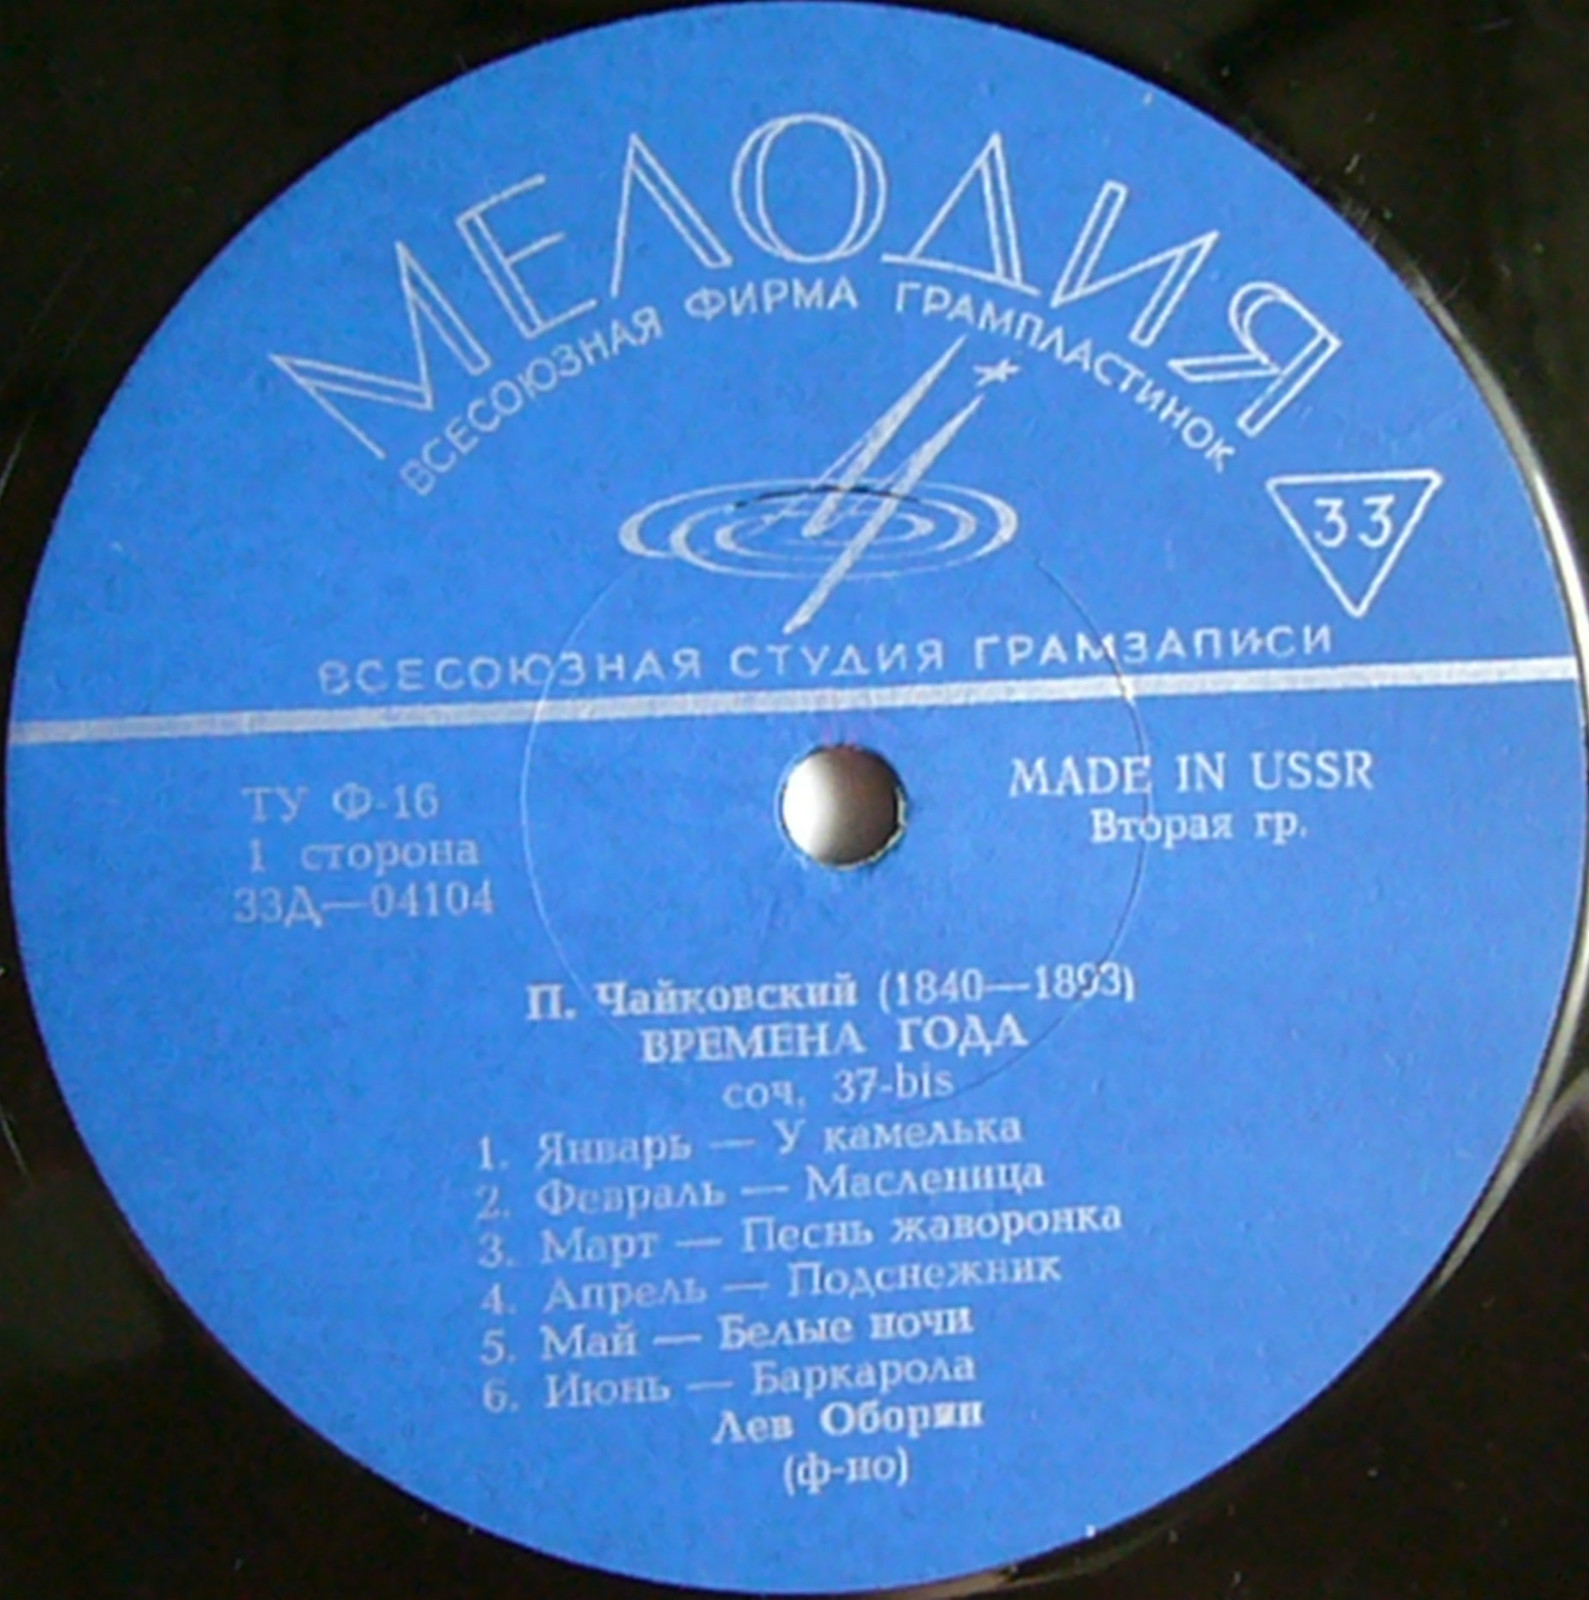 МЕЛОДИЯ
ВСЕСОЮЗНАЯ ФИРМА ГРАМПЛАСТИНОК
33
ВСЕСОЮЗНАЯ СТУДИЯ ГРАМЗАПИСИ
ТУ Ф-16
1 сторона
33Д—04104
MADE IN USSR
Вторая гр.
П. Чайковский (1840—1893)
ВРЕМЕНА ГОДА
соч. 37-bis
1. Январь — У камелька
2. Февраль — Масленица
3. Март — Песнь жаворонка
4. Апрель — Подснежник
5. Май — Белые ночи
6. Июнь — Баркарола
Лев Оборин
(ф-но)